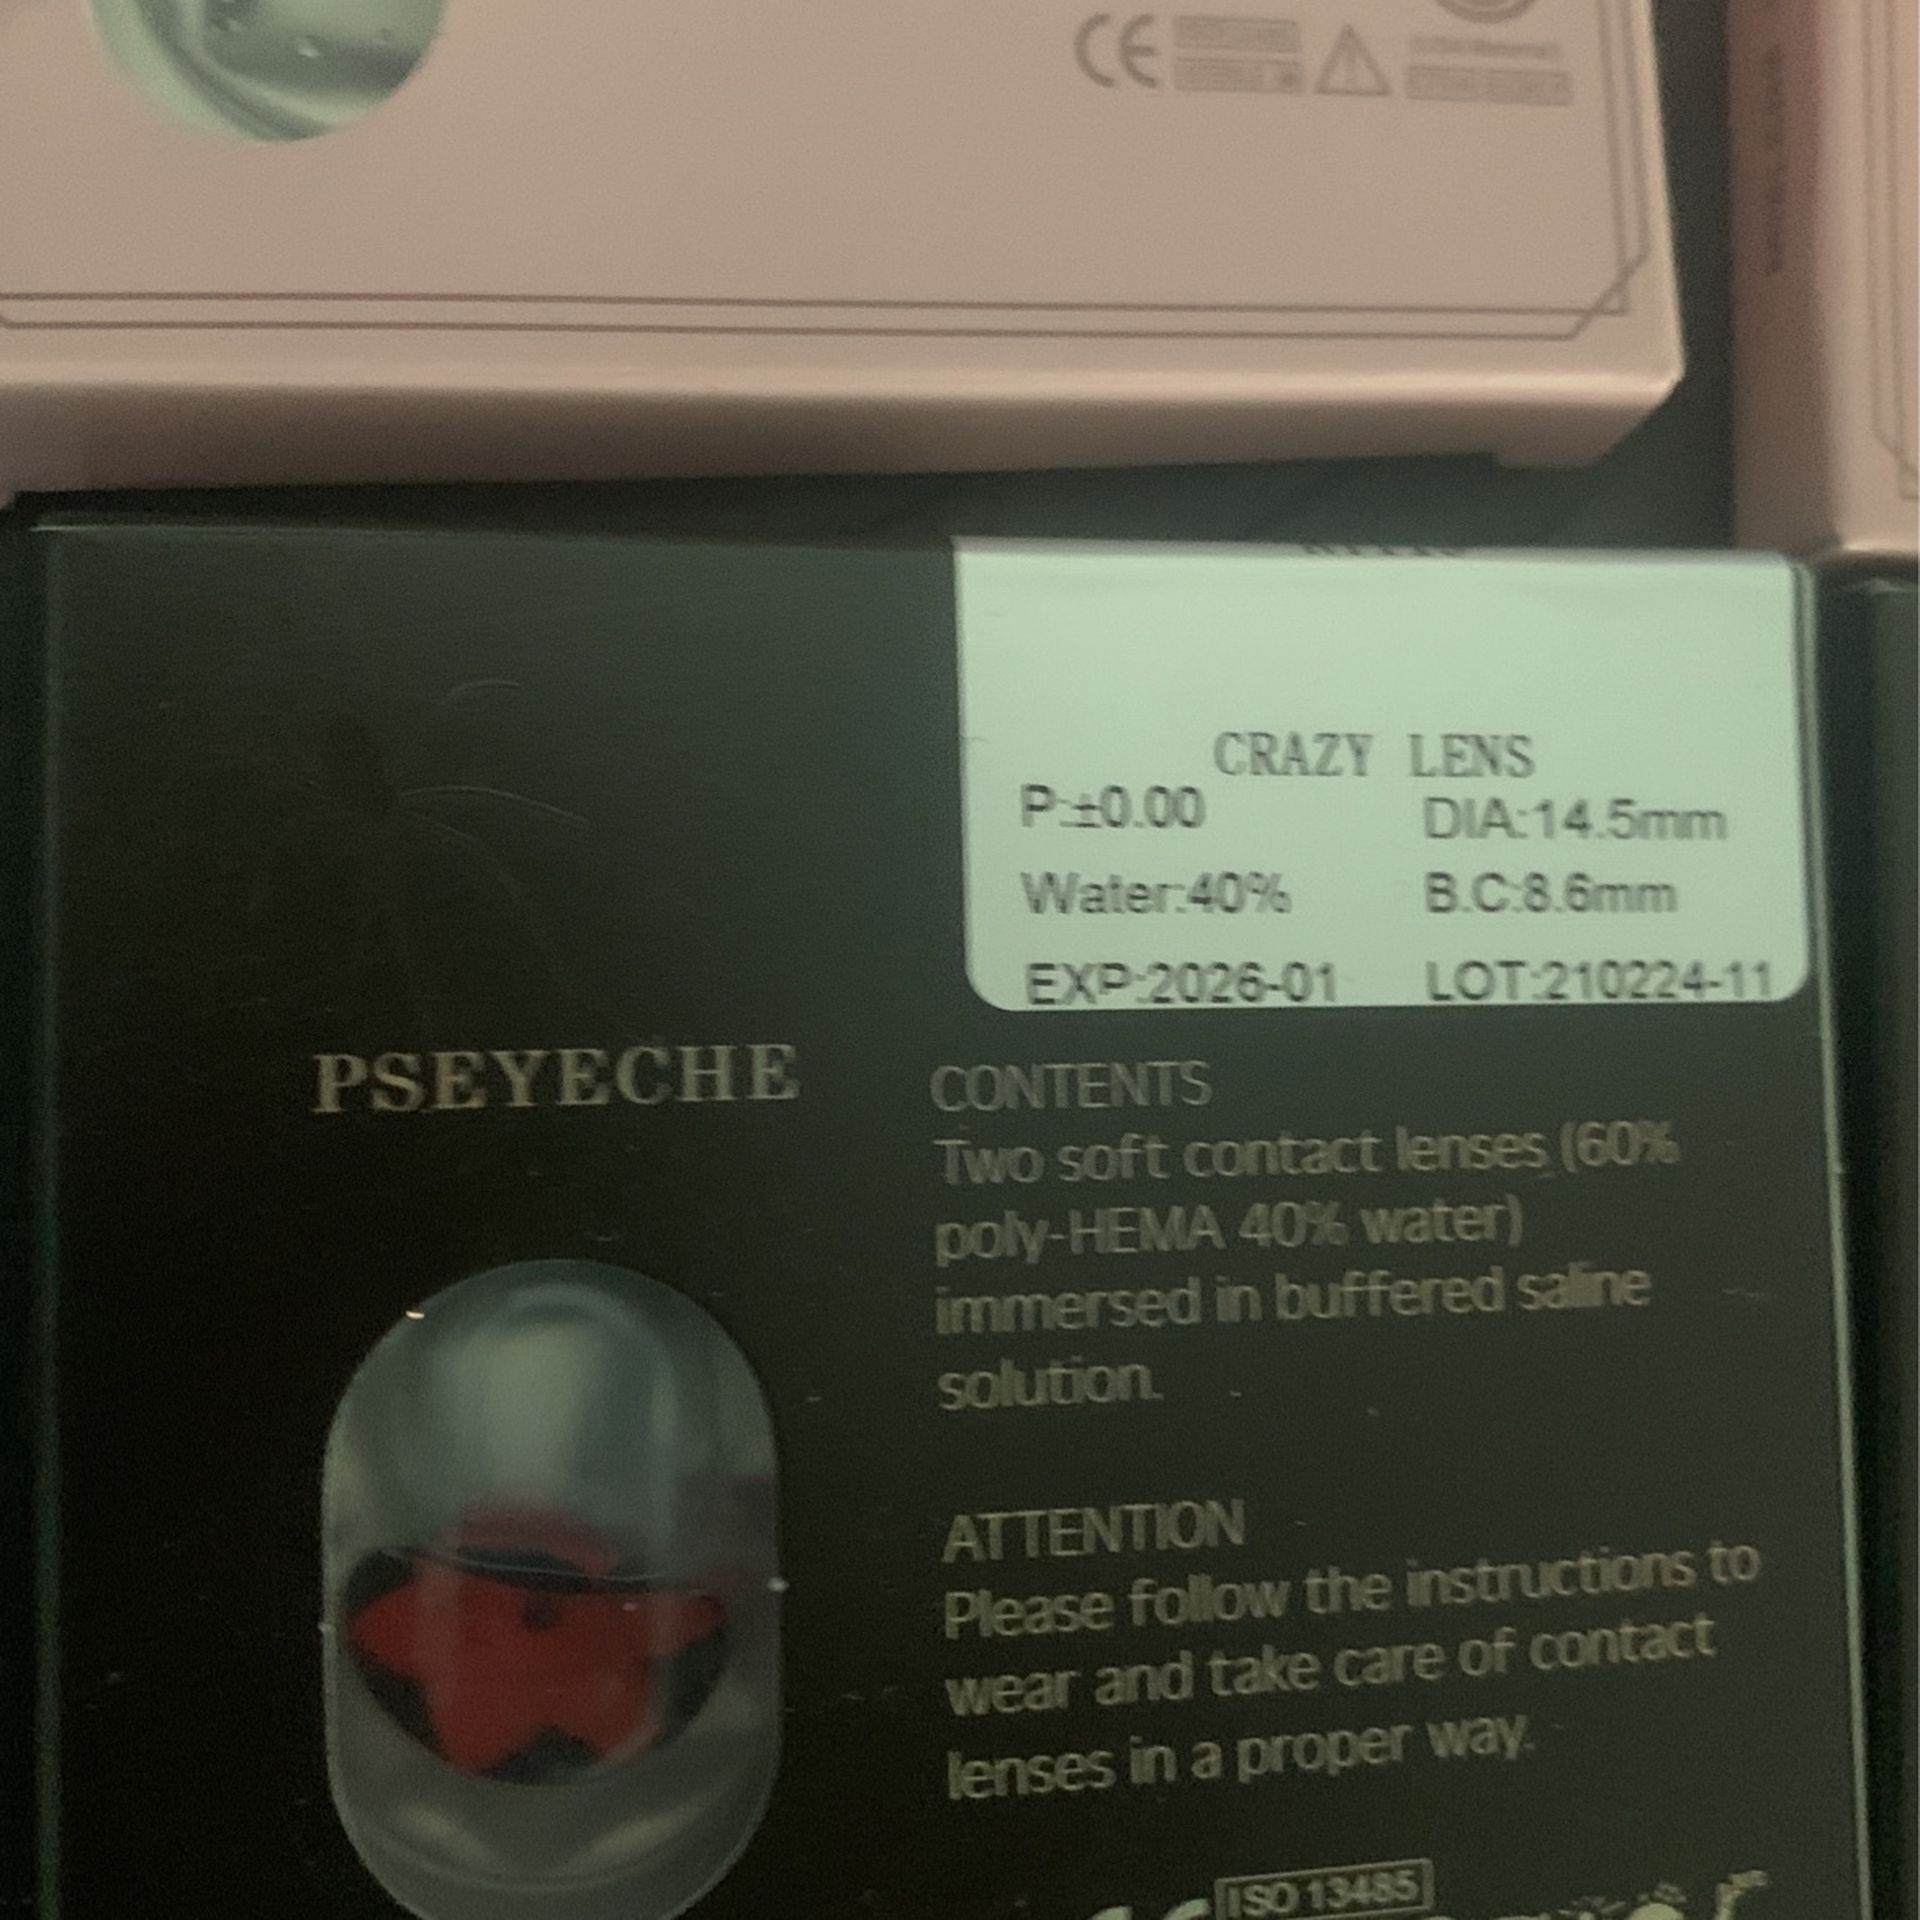 CE
CRAZY LENS
P:±0.00 DIA:14.5mm
Water:40% B.C:8.6mm
EXP:2026-01 LOT:210224-11
PSEYECHE
CONTENTS
Two soft contact lenses (60%
poly-HEMA 40% water)
immersed in buffered saline
solution.
ATTENTION
Please follow the instructions to
wear and take care of contact
lenses in a proper way.
ISO 13485